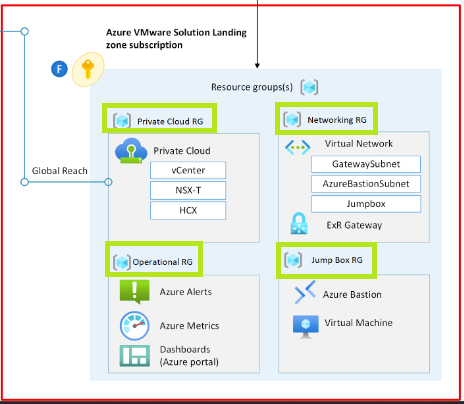 Azure VMware Solution Landing
zone subscription
F
Resource groups(s)
Private Cloud RG
Private Cloud
vCenter
NSX-T
HCX
Global Reach
Networking RG
Virtual Network
GatewaySubnet
AzureBastionSubnet
Jumpbox
ExR Gateway
Operational RG
Azure Alerts
Azure Metrics
Dashboards
(Azure portal)
Jump Box RG
Azure Bastion
Virtual Machine